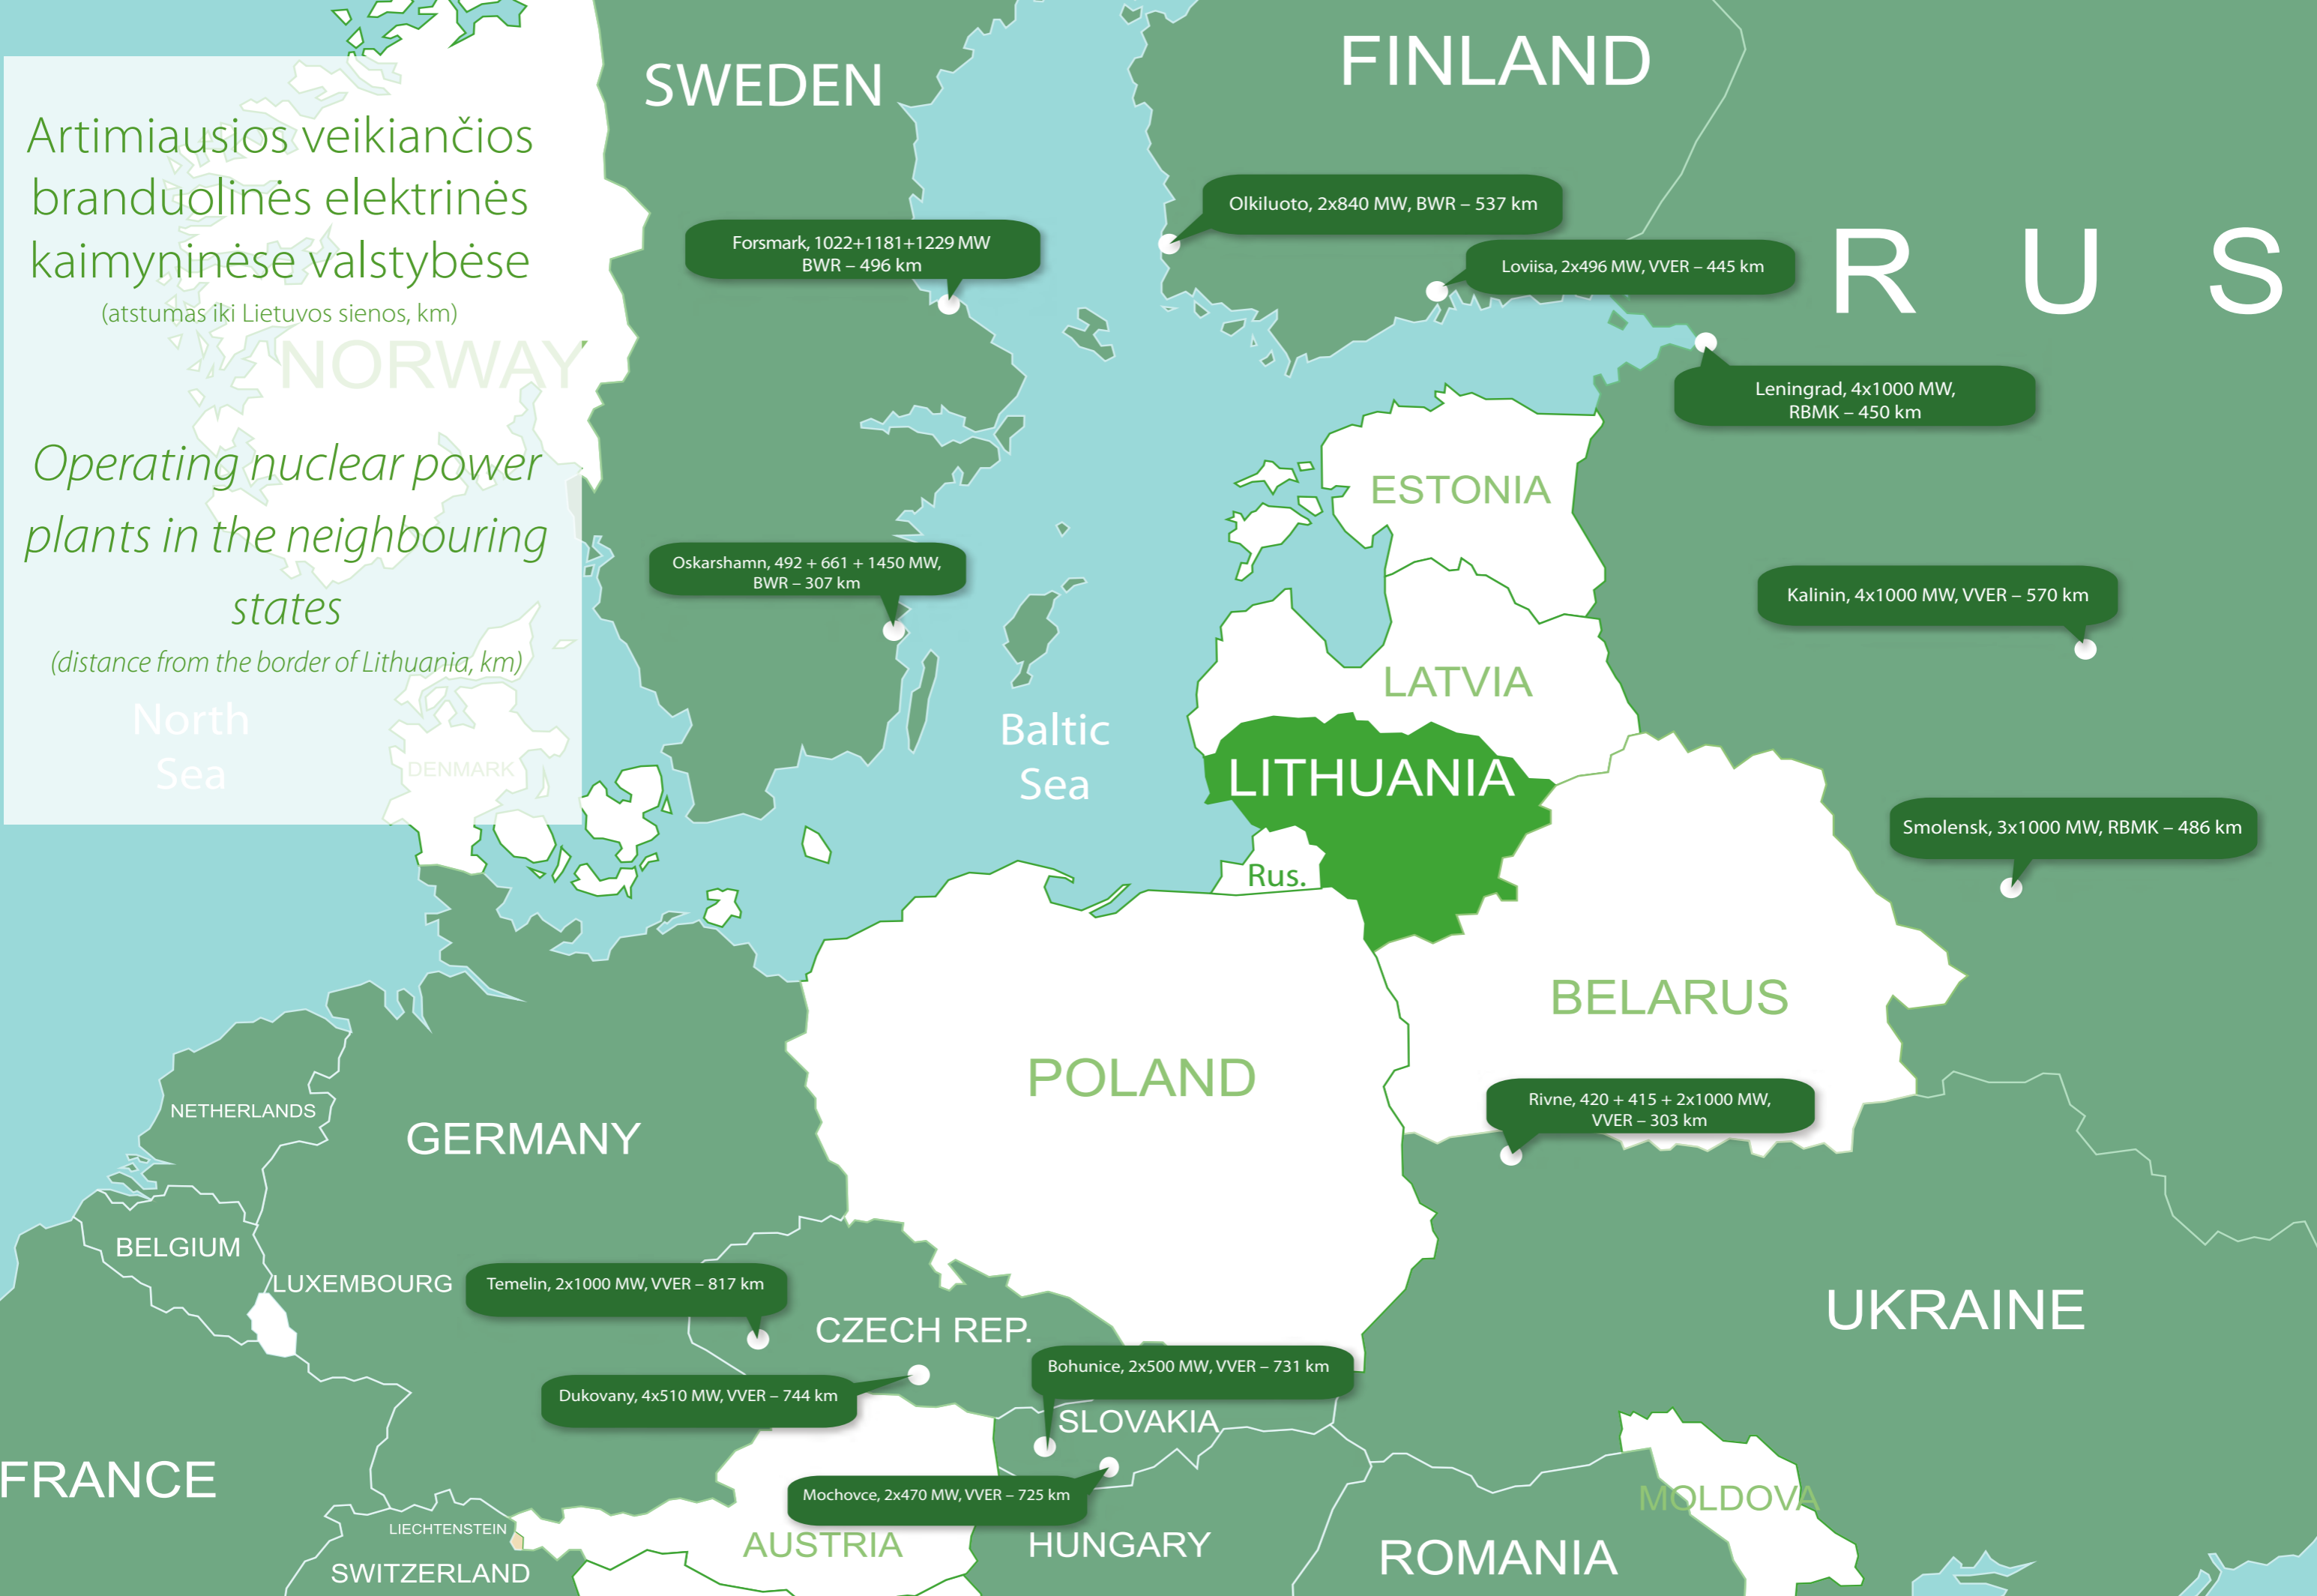 SWEDEN
FINLAND
Artimiausios veikiančios
branduolinės elektrinės
kaimyninėse valstybėse
(atstumas iki Lietuvos sienos, km)
NORWAY
Operating nuclear power
plants in the neighbouring
states
(distance from the border of Lithuania, km)
North
Sea
DENMARK
Olkiluoto, 2x840 MW, BWR – 537 km
Forsmark, 1022+1181+1229 MW
BWR – 496 km
Loviisa, 2x496 MW, VVER – 445 km
R U S
Leningrad, 4x1000 MW,
RBMK – 450 km
ESTONIA
Oskarshamn, 492 + 661 + 1450 MW,
BWR – 307 km
Kalinin, 4x1000 MW, VVER – 570 km
LATVIA
Baltic
Sea
LITHUANIA
Smolensk, 3x1000 MW, RBMK – 486 km
Rus.
BELARUS
POLAND
Rivne, 420 + 415 + 2x1000 MW,
VVER – 303 km
NETHERLANDS
GERMANY
BELGIUM
LUXEMBOURG
Temelin, 2x1000 MW, VVER – 817 km
UKRAINE
CZECH REP.
Bohunice, 2x500 MW, VVER – 731 km
Dukovany, 4x510 MW, VVER – 744 km
SLOVAKIA
FRANCE
Mochovce, 2x470 MW, VVER – 725 km
MOLDOVA
LIECHTENSTEIN
AUSTRIA
HUNGARY
ROMANIA
SWITZERLAND